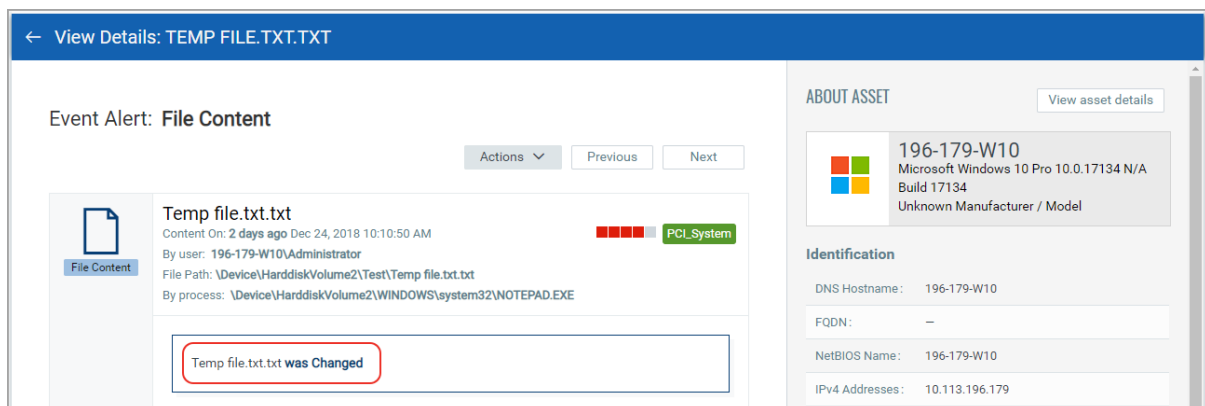 ← View Details: TEMP FILE.TXT.TXT
Event Alert: File Content
Actions
Previous
Next
File Content
Temp file.txt.txt
Content On: 2 days ago Dec 24, 2018 10:10:50 AM
PCI_System
By user: 196-179-W10\Administrator
File Path: \Device\HarddiskVolume2\Test\Temp file.txt.txt
By process: \Device\HarddiskVolume2\WINDOWS\system32\NOTEPAD.EXE
Temp file.txt.txt was Changed
ABOUT ASSET
View asset details
196-179-W10
Microsoft Windows 10 Pro 10.0.17134 N/A
Build 17134
Unknown Manufacturer / Model
Identification
DNS Hostname: 196-179-W10
FQDN: –
NetBIOS Name: 196-179-W10
IPv4 Addresses: 10.113.196.179